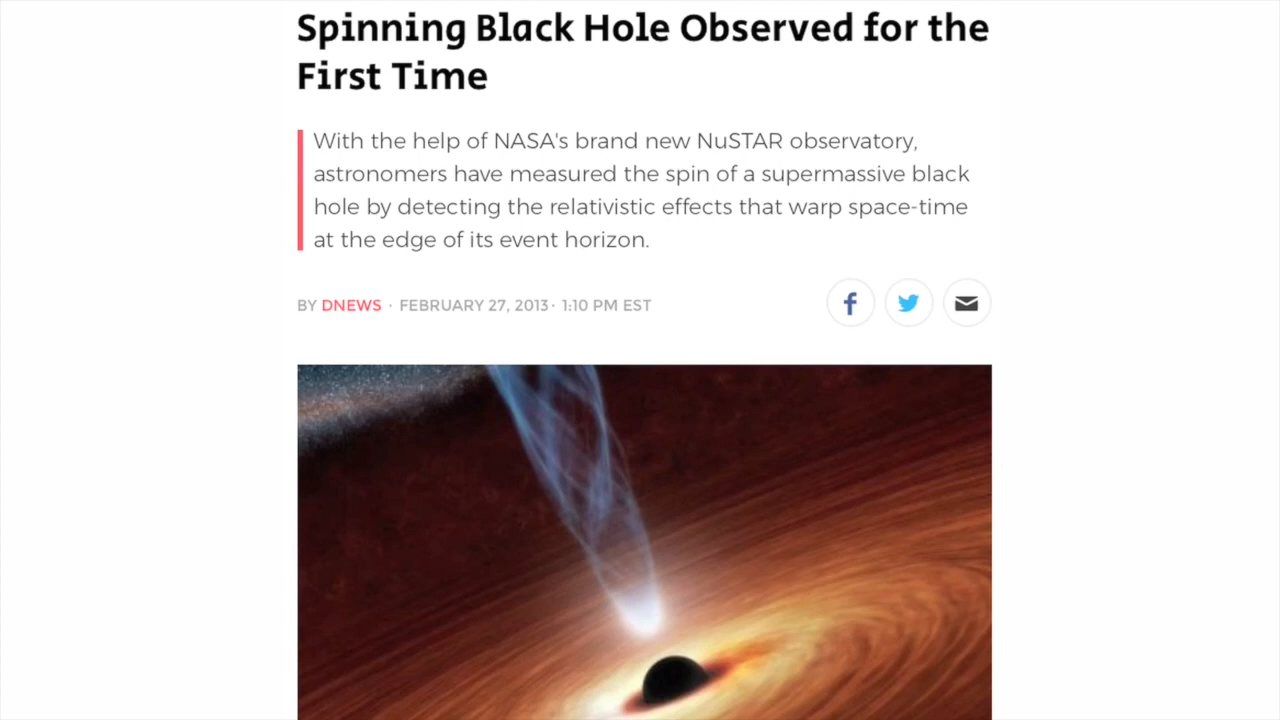 Spinning Black Hole Observed for the
First Time
With the help of NASA's brand new NuSTAR observatory,
astronomers have measured the spin of a supermassive black
hole by detecting the relativistic effects that warp space-time
at the edge of its event horizon.
BY DNEWS · FEBRUARY 27, 2013 · 1:10 PM EST